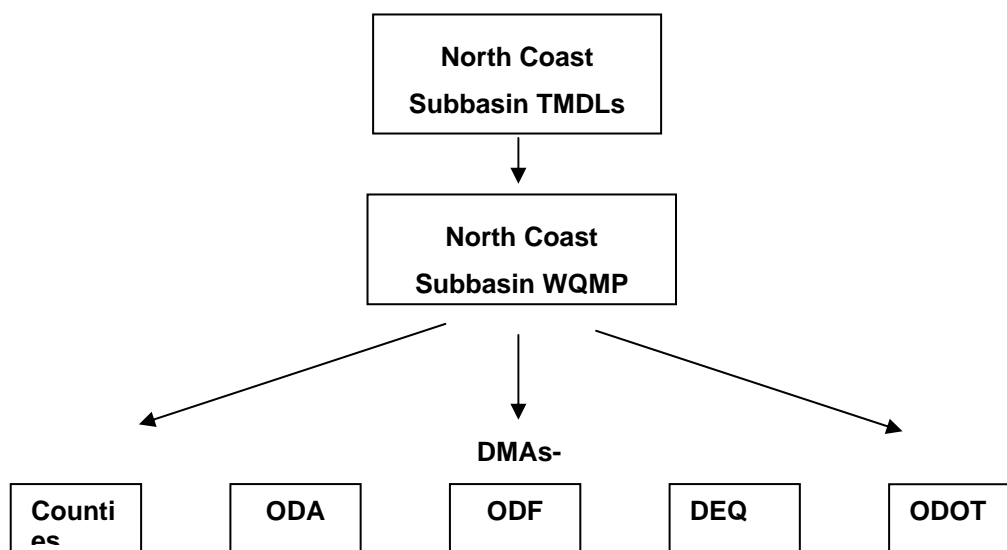 North Coast
Subbasin TMDLs
North Coast
Subbasin WQMP
DMAs-
Counti
es
ODA
ODF
DEQ
ODOT